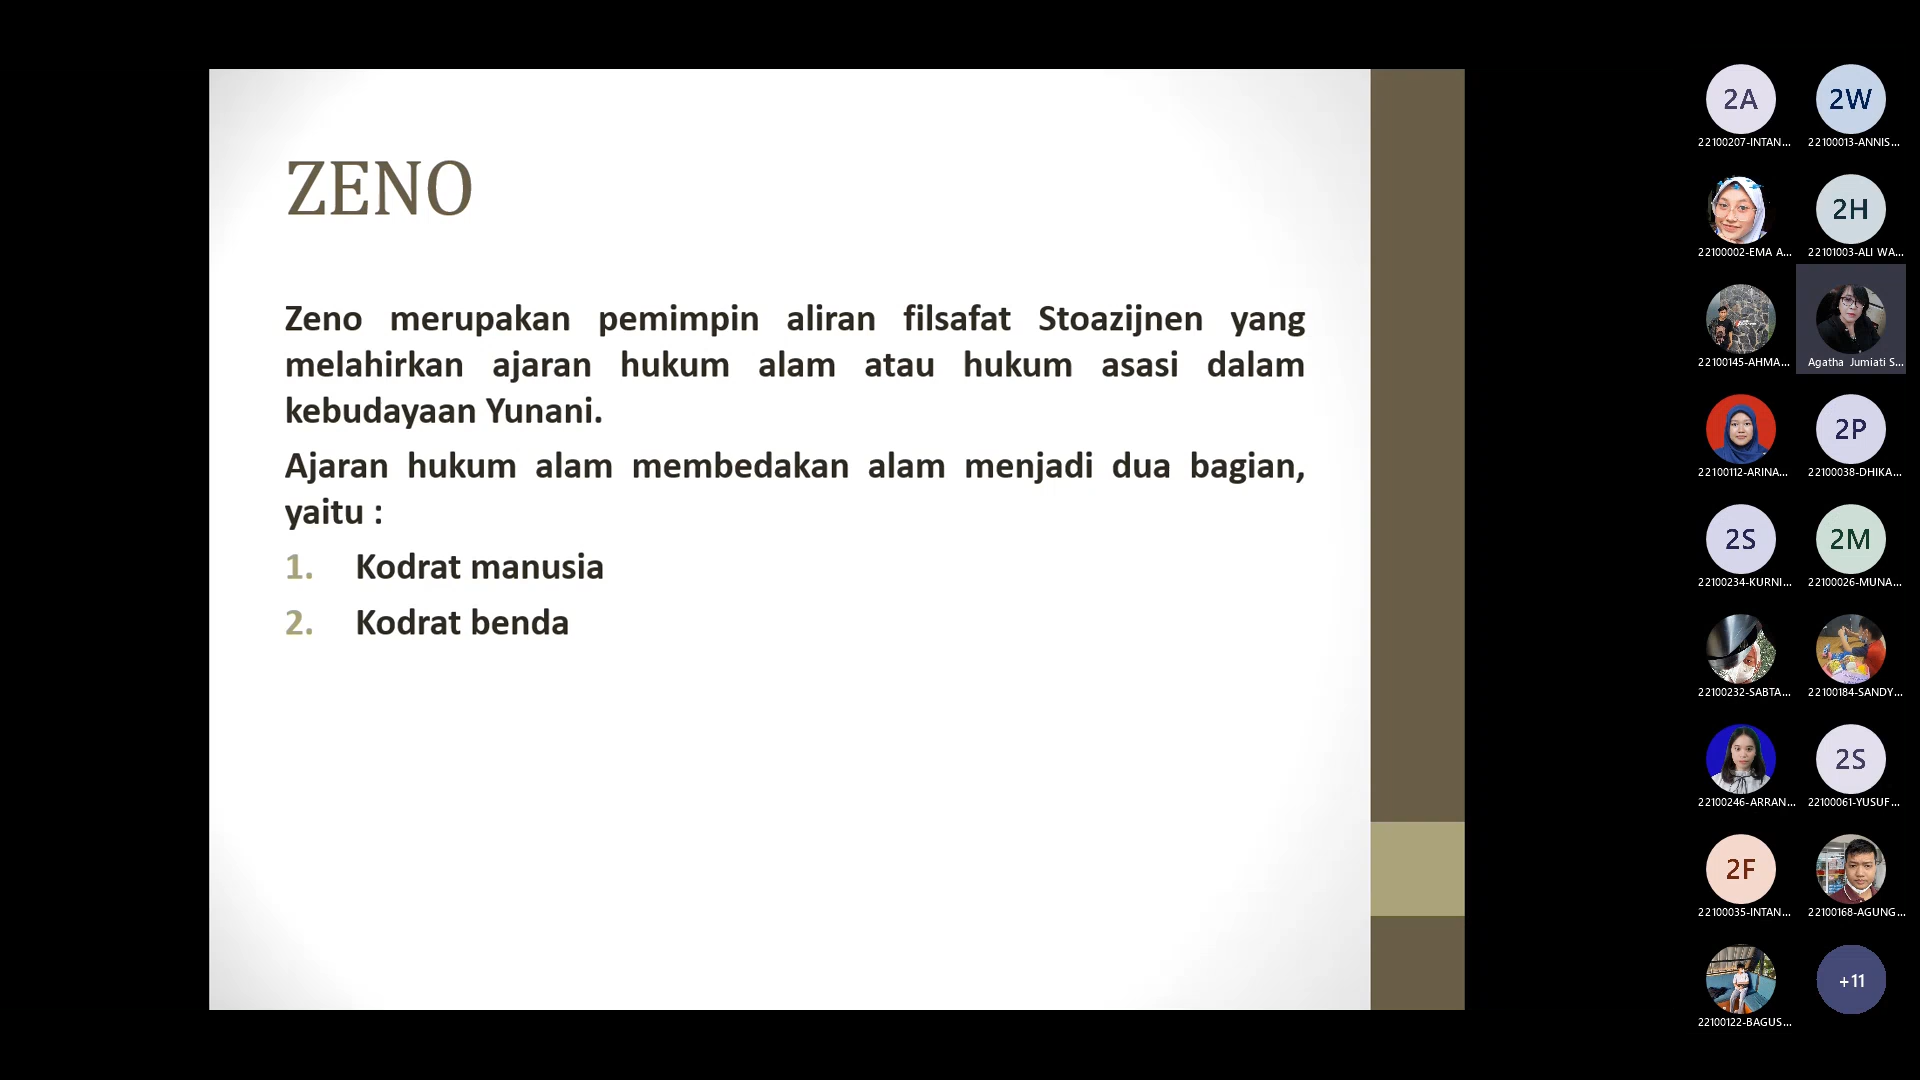 ZENO
Zeno merupakan pemimpin aliran filsafat Stoazijnen yang
melahirkan ajaran hukum alam atau hukum asasi dalam
kebudayaan Yunani.
Ajaran hukum alam membedakan alam menjadi dua bagian,
yaitu :
1. Kodrat manusia
2. Kodrat benda
2A
2W
22100207-INTAN...
22100013-ANNIS...
2H
22100002-EMA A...
22101003-ALI WA...
22100145-AHMA...
Agatha Jumiati S...
2P
22100112-ARINA...
22100038-DHIKA...
2S
2M
22100234-KURNI...
22100026-MUNA...
22100232-SABTA...
22100184-SANDY...
2S
22100246-ARRAN...
22100061-YUSUF...
2F
22100035-INTAN...
22100168-AGUNG...
+11
22100122-BAGUS...